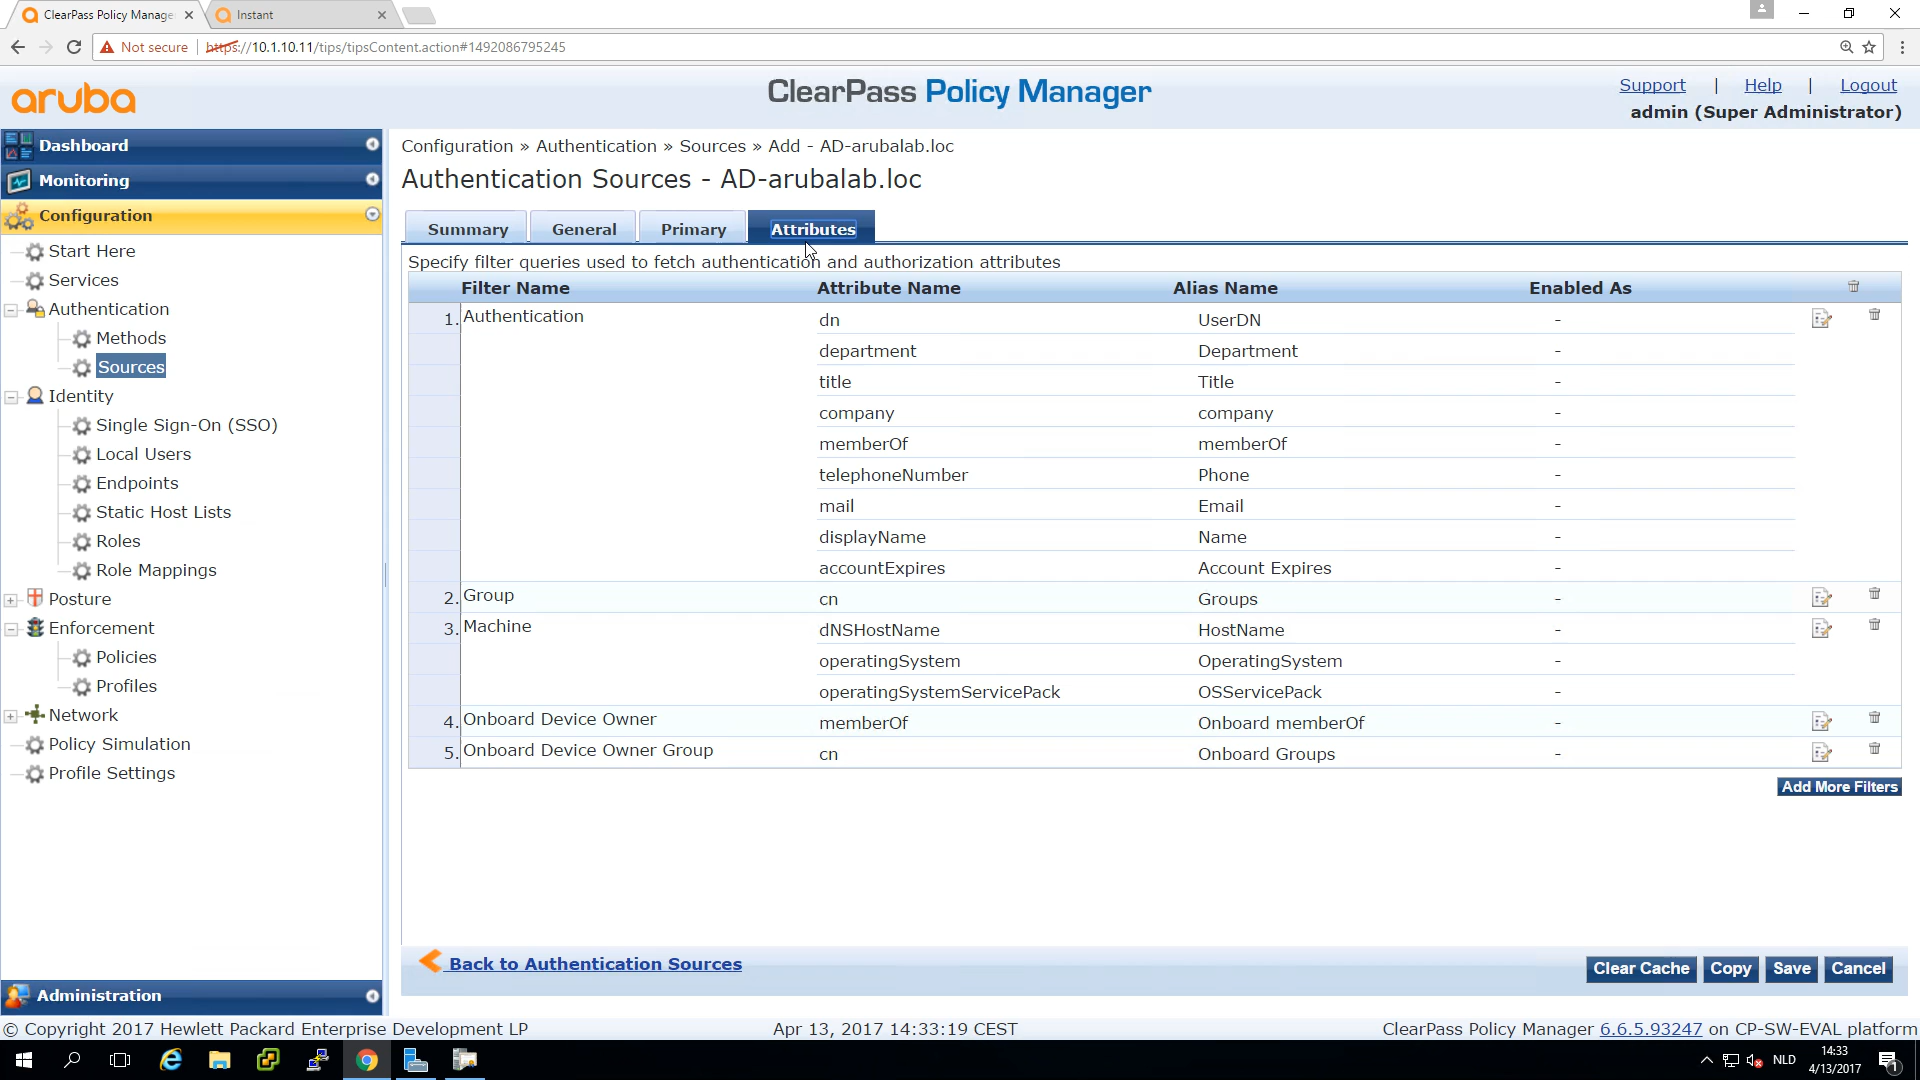 ClearPass Policy Manage
Instant
Not secure
https://10.1.10.11/tips/tipsContent.action#1492086795245
aruba
ClearPass Policy Manager
Support | Help | Logout
admin (Super Administrator)
Dashboard
Monitoring
Configuration
Start Here
Services
Authentication
Methods
Sources
Identity
Single Sign-On (SSO)
Local Users
Endpoints
Static Host Lists
Roles
Role Mappings
Posture
Enforcement
Policies
Profiles
Network
Policy Simulation
Profile Settings
Administration
Configuration » Authentication » Sources » Add - AD-arubalab.loc
Authentication Sources - AD-arubalab.loc
Summary General Primary Attributes
Specify filter queries used to fetch authentication and authorization attributes
Filter Name Attribute Name Alias Name Enabled As
1. Authentication dn UserDN -
department Department -
title Title -
company company -
memberOf memberOf -
telephoneNumber Phone -
mail Email -
displayName Name -
accountExpires Account Expires -
2. Group cn Groups -
3. Machine dNSHostName HostName -
operatingSystem OperatingSystem -
operatingSystemServicePack OSServicePack -
4. Onboard Device Owner memberOf Onboard memberOf -
5. Onboard Device Owner Group cn Onboard Groups -
Add More Filters
Back to Authentication Sources
Clear Cache Copy Save Cancel
© Copyright 2017 Hewlett Packard Enterprise Development LP
Apr 13, 2017 14:33:19 CEST
ClearPass Policy Manager 6.6.5.93247 on CP-SW-EVAL platform
NLD
14:33
4/13/2017
1